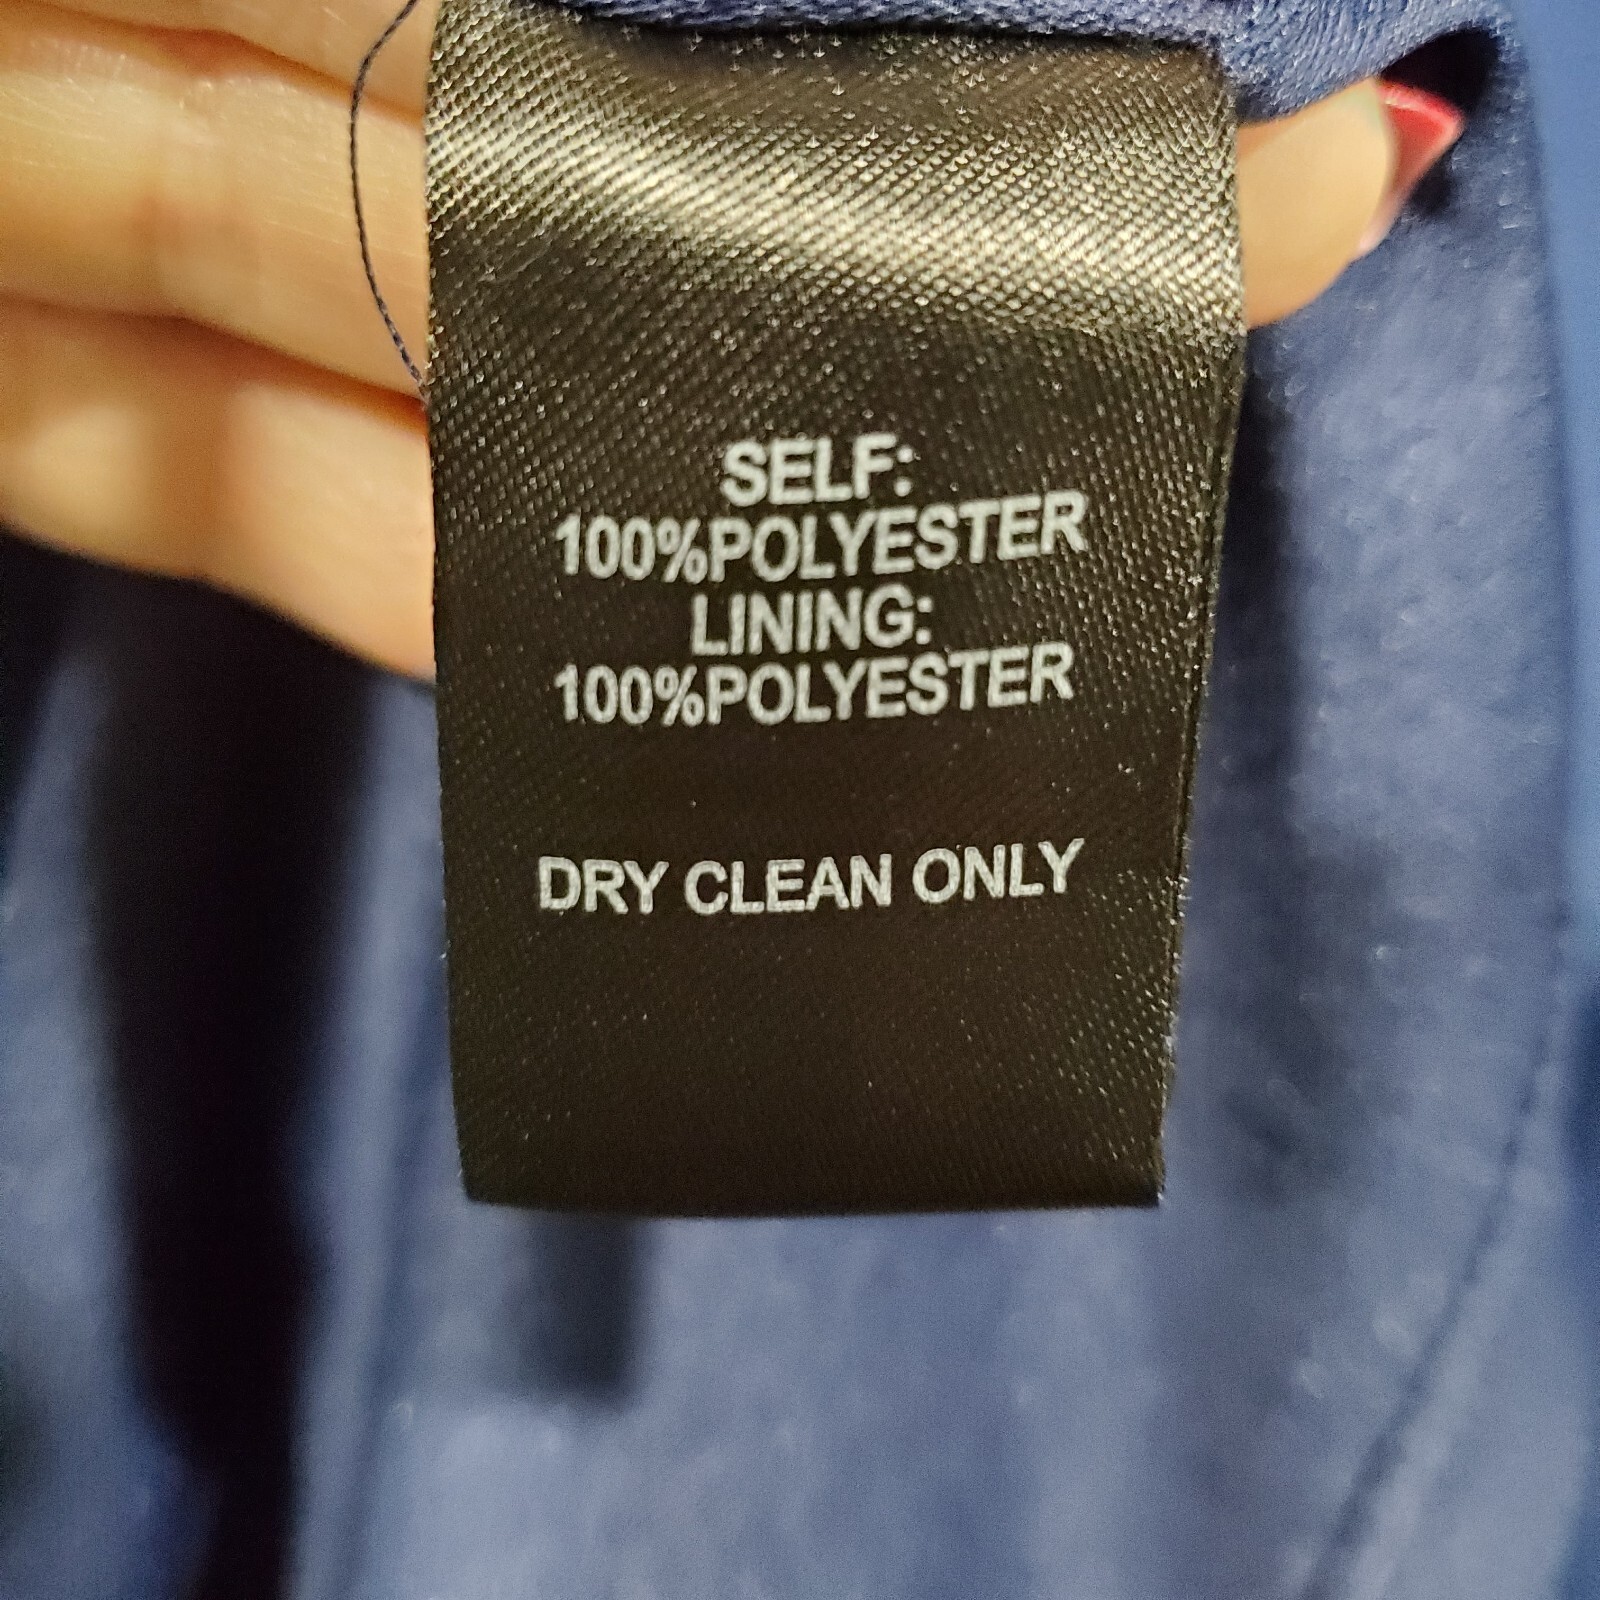 SELF:
100%POLYESTER
LINING:
100%POLYESTER
DRY CLEAN ONLY